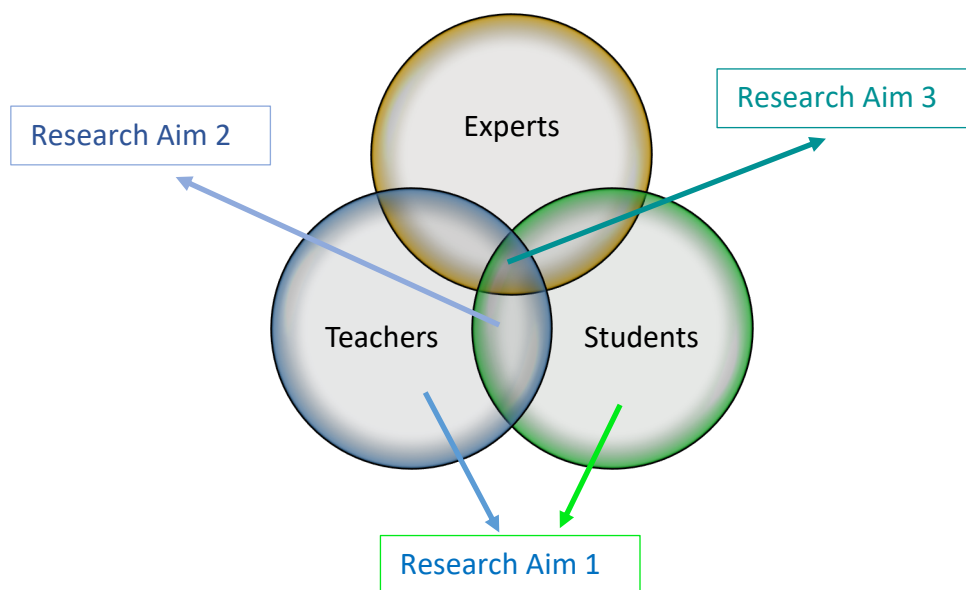 Research Aim 3
Experts
Research Aim 2
Teachers
Students
Research Aim 1